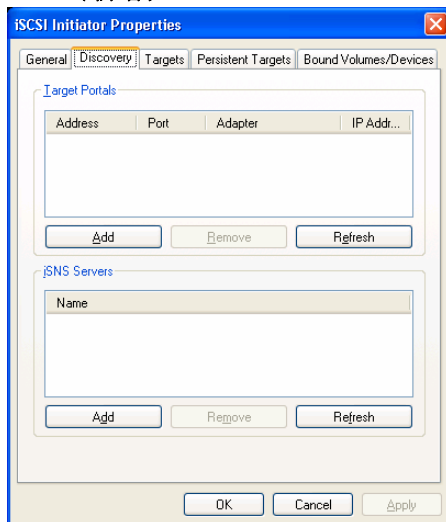 iSCSI Initiator Properties
General Discovery Targets Persistent Targets Bound Volumes/Devices
Target Portals
Address Port Adapter IP Addr...
Add Remove Refresh
iSNS Servers
Name
Add Remove Refresh
OK Cancel Apply